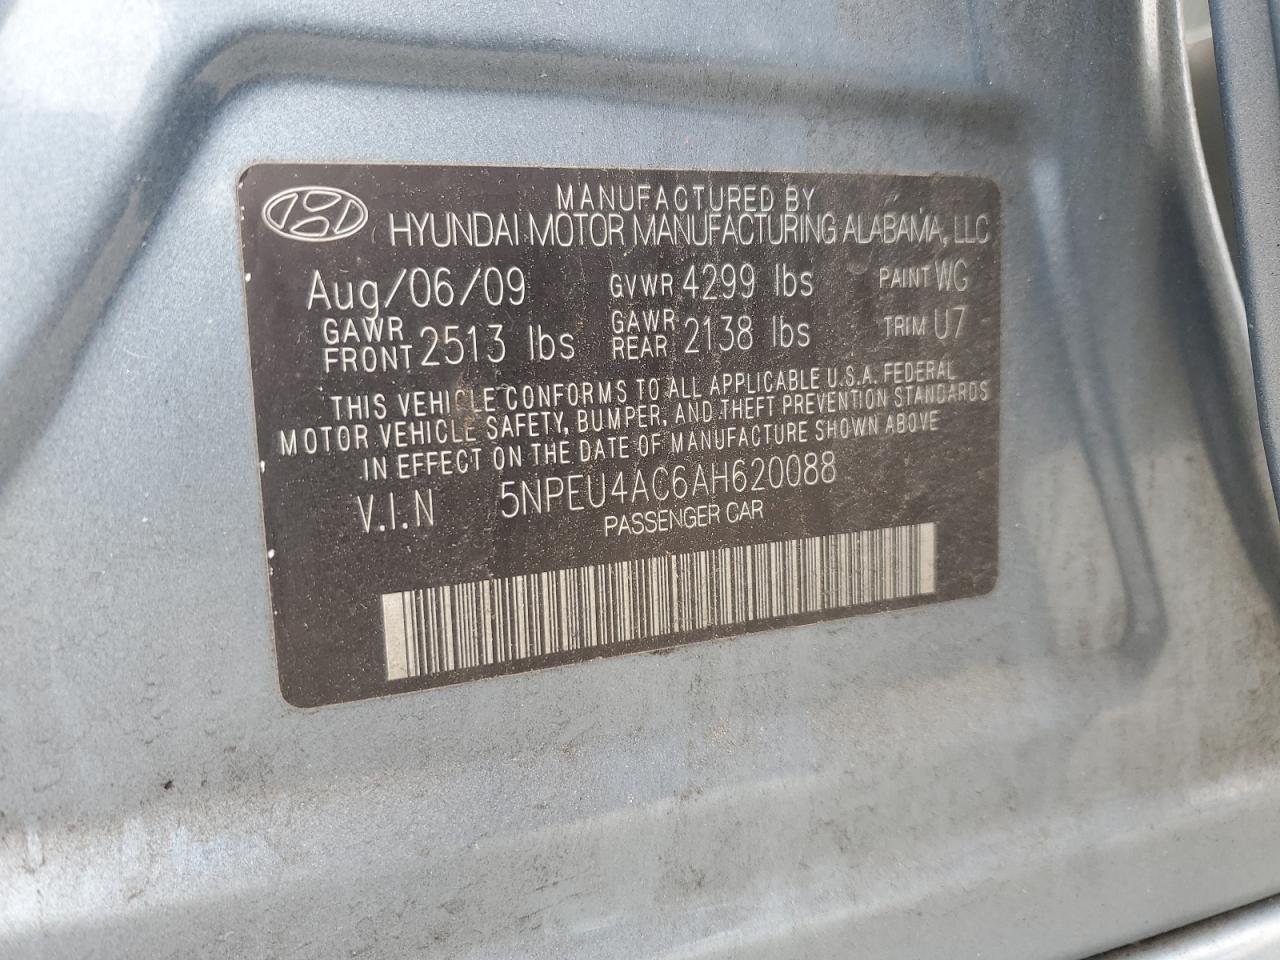 MANUFACTURED BY
HYUNDAI MOTOR MANUFACTURING ALABAMA, LLC
Aug/06/09 GVWR 4299 lbs PAINT WG
GAWR FRONT 2513 lbs GAWR REAR 2138 lbs TRIM U7
THIS VEHICLE CONFORMS TO ALL APPLICABLE U.S.A. FEDERAL
MOTOR VEHICLE SAFETY, BUMPER, AND THEFT PREVENTION STANDARDS
IN EFFECT ON THE DATE OF MANUFACTURE SHOWN ABOVE
V.I.N 5NPEU4AC6AH620088
PASSENGER CAR